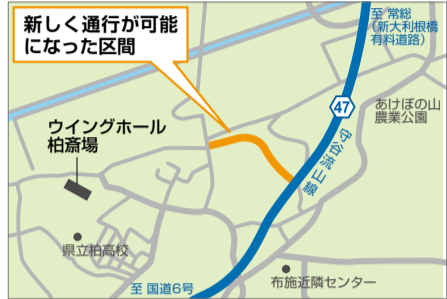 新しく通行が可能
になった区間
至 常総
(新大利根橋
有料道路)
47
あけぼの山
農業公園
守谷流山線
ウイングホール
柏斎場
県立柏高校
至 国道6号
布施近隣センター